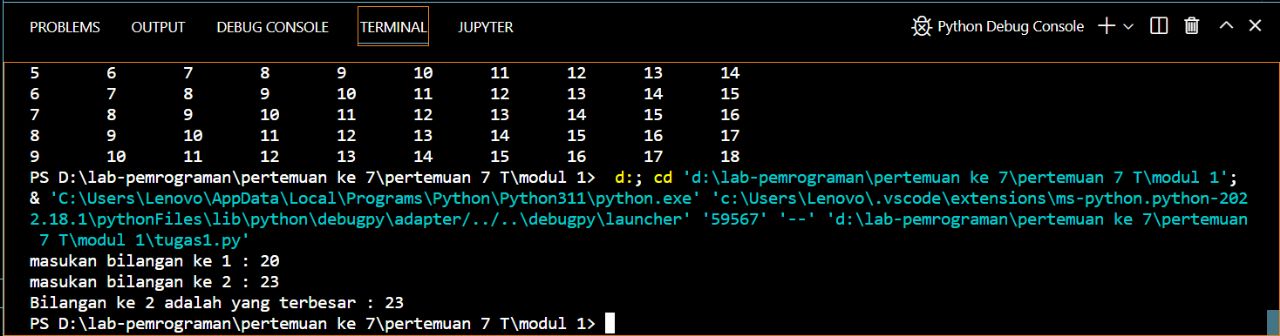 PROBLEMS OUTPUT DEBUG CONSOLE TERMINAL JUPYTER Python Debug Console
5 6 7 8 9 10 11 12 13 14
6 7 8 9 10 11 12 13 14 15
7 8 9 10 11 12 13 14 15 16
8 9 10 11 12 13 14 15 16 17
9 10 11 12 13 14 15 16 17 18
PS D:\lab-pemrograman\pertemuan ke 7\pertemuan 7 T\modul 1> d:; cd 'd:\lab-pemrograman\pertemuan ke 7\pertemuan 7 T\modul 1';
& 'C:\Users\Lenovo\AppData\Local\Programs\Python\Python311\python.exe' 'c:\Users\Lenovo\.vscode\extensions\ms-python.python-202
2.18.1\pythonFiles\lib\python\debugpy\adapter/../..\debugpy\launcher' '59567' '--' 'd:\lab-pemrograman\pertemuan ke 7\pertemuan
7 T\modul 1\tugas1.py'
masukan bilangan ke 1 : 20
masukan bilangan ke 2 : 23
Bilangan ke 2 adalah yang terbesar : 23
PS D:\lab-pemrograman\pertemuan ke 7\pertemuan 7 T\modul 1>